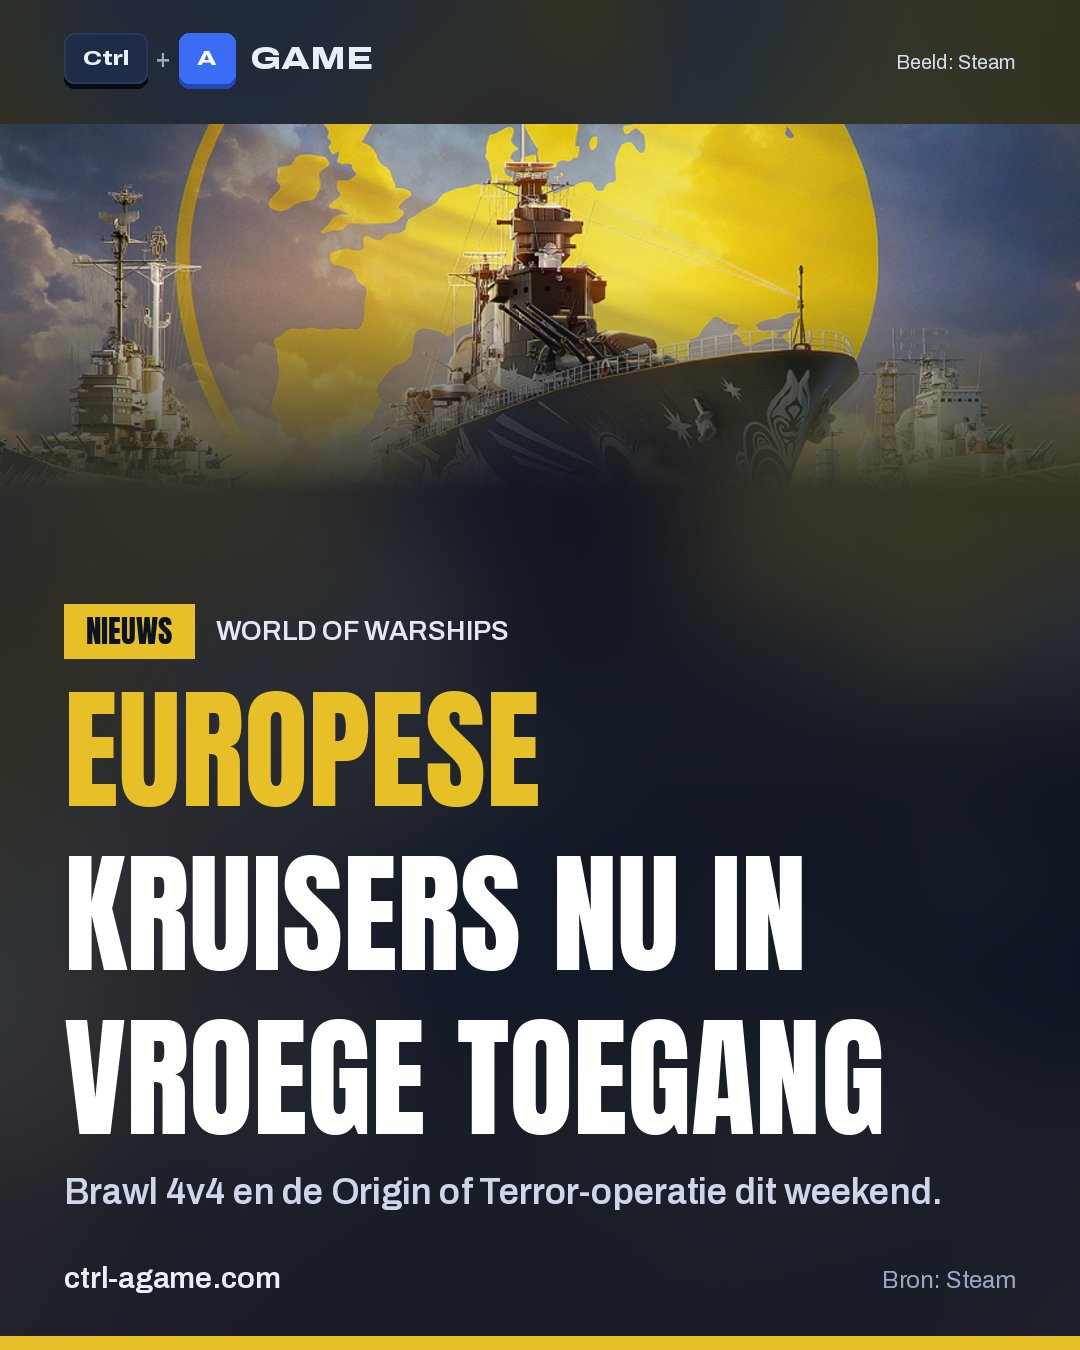 Ctrl + A GAME
Beeld: Steam
NIEUWS WORLD OF WARSHIPS
EUROPESE
KRUISERS NU IN
VROEGE TOEGANG
Brawl 4v4 en de Origin of Terror-operatie dit weekend.
ctrl-agame.com
Bron: Steam